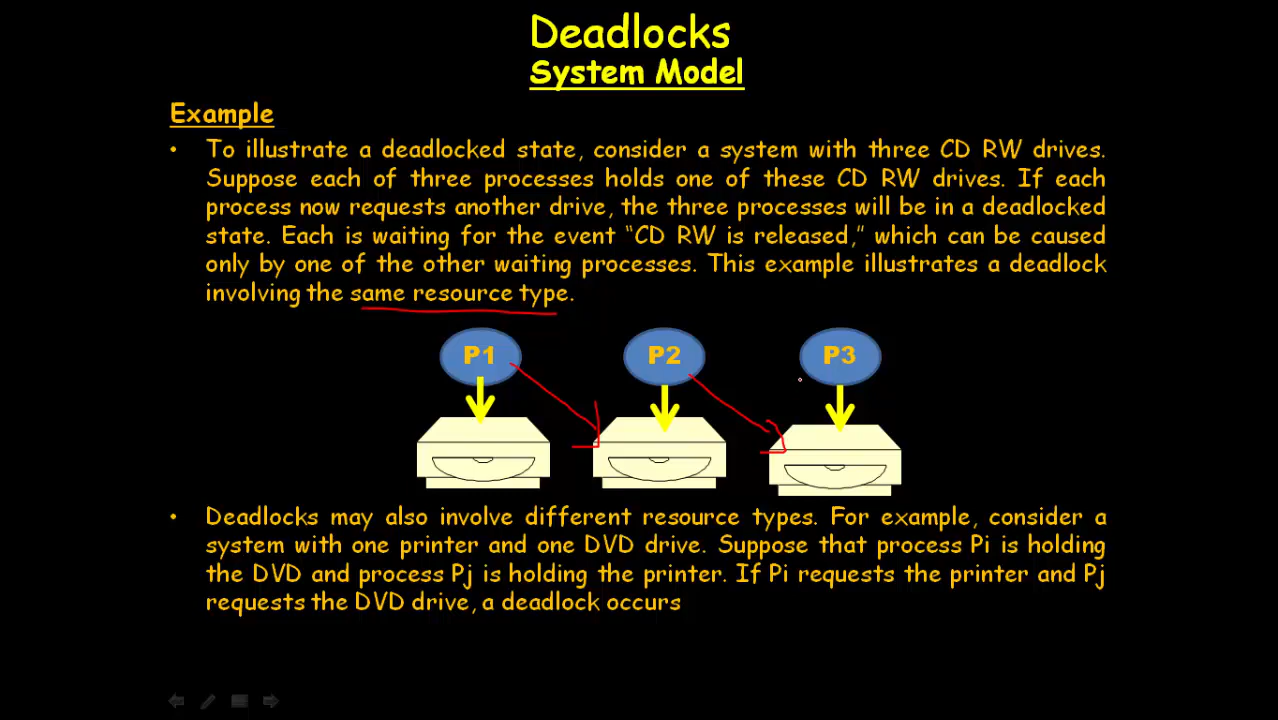 Deadlocks
System Model
Example
• To illustrate a deadlocked state, consider a system with three CD RW drives.
Suppose each of three processes holds one of these CD RW drives. If each
process now requests another drive, the three processes will be in a deadlocked
state. Each is waiting for the event “CD RW is released,” which can be caused
only by one of the other waiting processes. This example illustrates a deadlock
involving the same resource type.
P1 P2 P3
• Deadlocks may also involve different resource types. For example, consider a
system with one printer and one DVD drive. Suppose that process Pi is holding
the DVD and process Pj is holding the printer. If Pi requests the printer and Pj
requests the DVD drive, a deadlock occurs